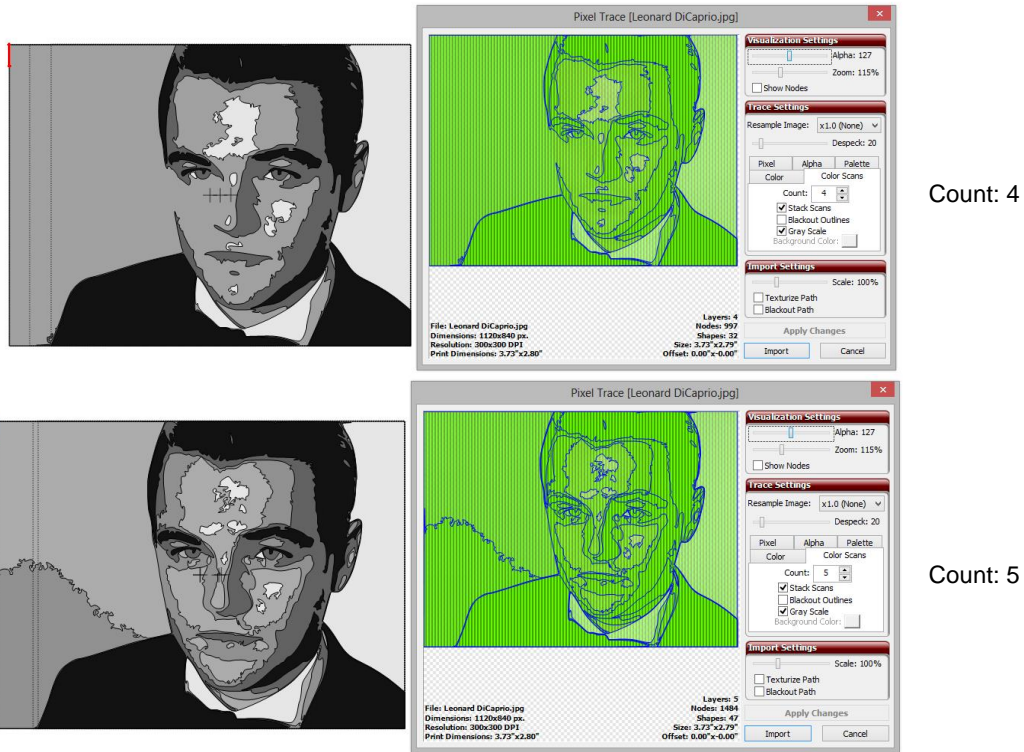 Pixel Trace [Leonard DiCaprio.jpg]
Visualization Settings
Alpha: 127
Zoom: 115%
Show Nodes
Trace Settings
Resample Image: x1.0 (None)
Despeck: 20
Pixel Alpha Palette
Color Color Scans
Count: 4
Stack Scans
Blackout Outlines
Gray Scale
Background Color:
Import Settings
Scale: 100%
Texturize Path
Blackout Path
Apply Changes
Import Cancel
File: Leonard DiCaprio.jpg
Dimensions: 1120x840 px.
Resolution: 300x300 DPI
Print Dimensions: 3.73"x2.80"
Layers: 4
Nodes: 997
Shapes: 32
Size: 3.73"x2.79"
Offset: 0.00"x-0.00"
Count: 4
Pixel Trace [Leonard DiCaprio.jpg]
Visualization Settings
Alpha: 127
Zoom: 115%
Show Nodes
Trace Settings
Resample Image: x1.0 (None)
Despeck: 20
Pixel Alpha Palette
Color Color Scans
Count: 5
Stack Scans
Blackout Outlines
Gray Scale
Background Color:
Import Settings
Scale: 100%
Texturize Path
Blackout Path
Apply Changes
Import Cancel
File: Leonard DiCaprio.jpg
Dimensions: 1120x840 px.
Resolution: 300x300 DPI
Print Dimensions: 3.73"x2.80"
Layers: 5
Nodes: 1484
Shapes: 47
Size: 3.73"x2.79"
Offset: 0.00"x-0.00"
Count: 5